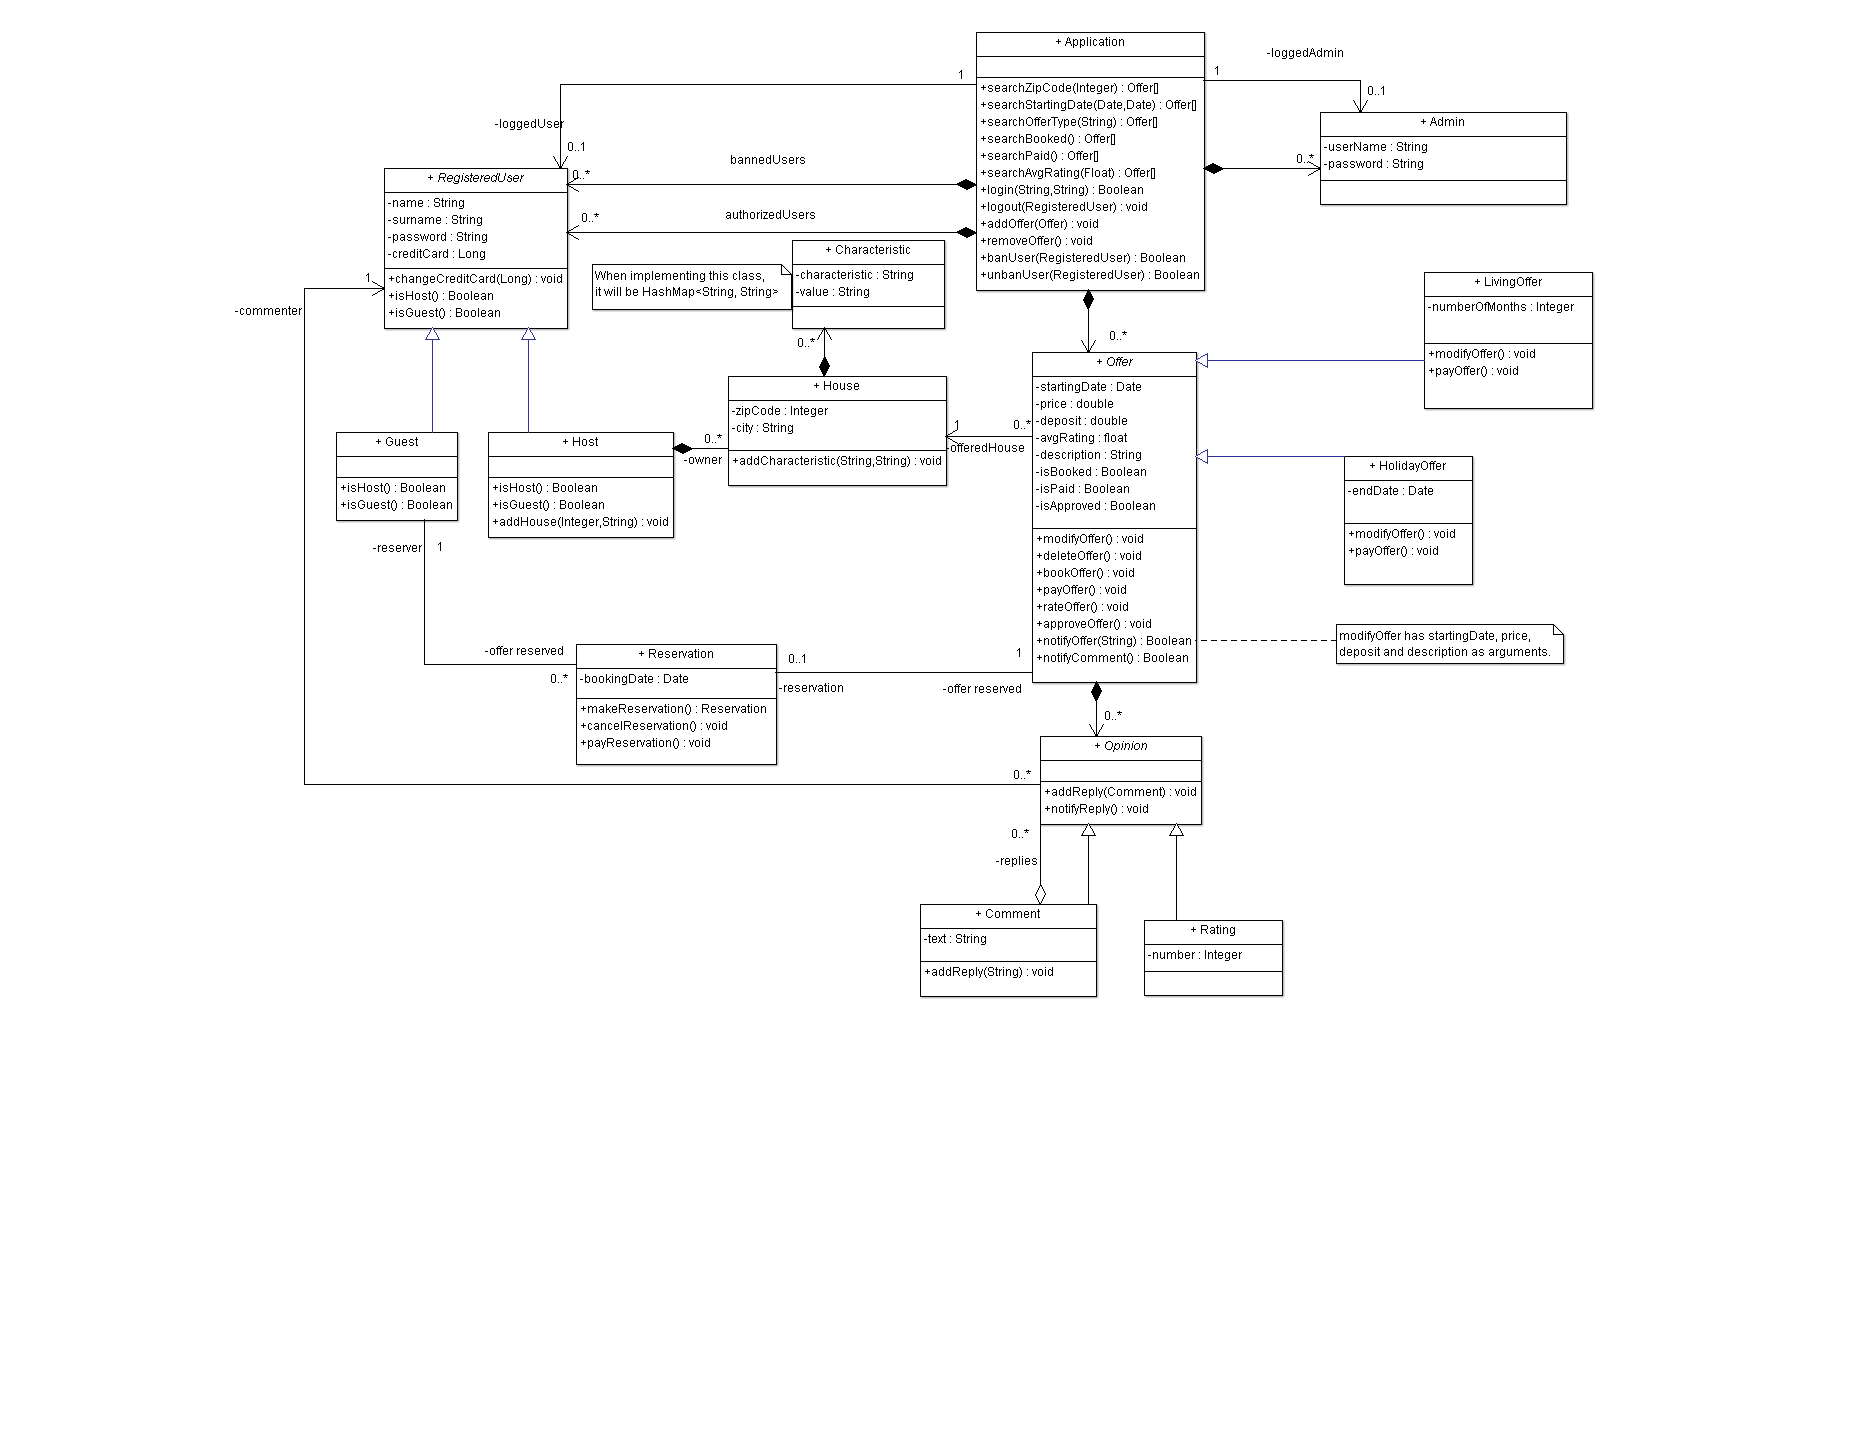 + Application
+searchZipCode(Integer) : Offer[]
+searchStartingDate(Date,Date) : Offer[]
+searchOfferType(String) : Offer[]
+searchBooked() : Offer[]
+searchPaid() : Offer[]
+searchAvgRating(Float) : Offer[]
+login(String,String) : Boolean
+logout(RegisteredUser) : void
+addOffer(Offer) : void
+removeOffer() : void
+banUser(RegisteredUser) : Boolean
+unbanUser(RegisteredUser) : Boolean
1
-loggedUser
0..1
1
-loggedAdmin
0..1
+ Admin
-userName : String
-password : String
0..*
bannedUsers
0..*
authorizedUsers
0..*
+ RegisteredUser
-name : String
-surname : String
-password : String
-creditCard : Long
+changeCreditCard(Long) : void
+isHost() : Boolean
+isGuest() : Boolean
1
-commenter
When implementing this class,
it will be HashMap<String, String>
+ Characteristic
-characteristic : String
-value : String
0..*
0..*
+ LivingOffer
-numberOfMonths : Integer
+modifyOffer() : void
+payOffer() : void
+ House
-zipCode : Integer
-city : String
+addCharacteristic(String,String) : void
0..*
-owner
1
0..*
-offeredHouse
+ Offer
-startingDate : Date
-price : double
-deposit : double
-avgRating : float
-description : String
-isBooked : Boolean
-isPaid : Boolean
-isApproved : Boolean
+modifyOffer() : void
+deleteOffer() : void
+bookOffer() : void
+payOffer() : void
+rateOffer() : void
+approveOffer() : void
+notifyOffer(String) : Boolean
+notifyComment() : Boolean
+ Guest
+isHost() : Boolean
+isGuest() : Boolean
+ Host
+isHost() : Boolean
+isGuest() : Boolean
+addHouse(Integer,String) : void
+ HolidayOffer
-endDate : Date
+modifyOffer() : void
+payOffer() : void
modifyOffer has startingDate, price,
deposit and description as arguments.
-reserver
1
-offer reserved
0..*
+ Reservation
-bookingDate : Date
+makeReservation() : Reservation
+cancelReservation() : void
+payReservation() : void
0..1
-reservation
1
-offer reserved
0..*
+ Opinion
+addReply(Comment) : void
+notifyReply() : void
0..*
0..*
-replies
+ Comment
-text : String
+addReply(String) : void
+ Rating
-number : Integer